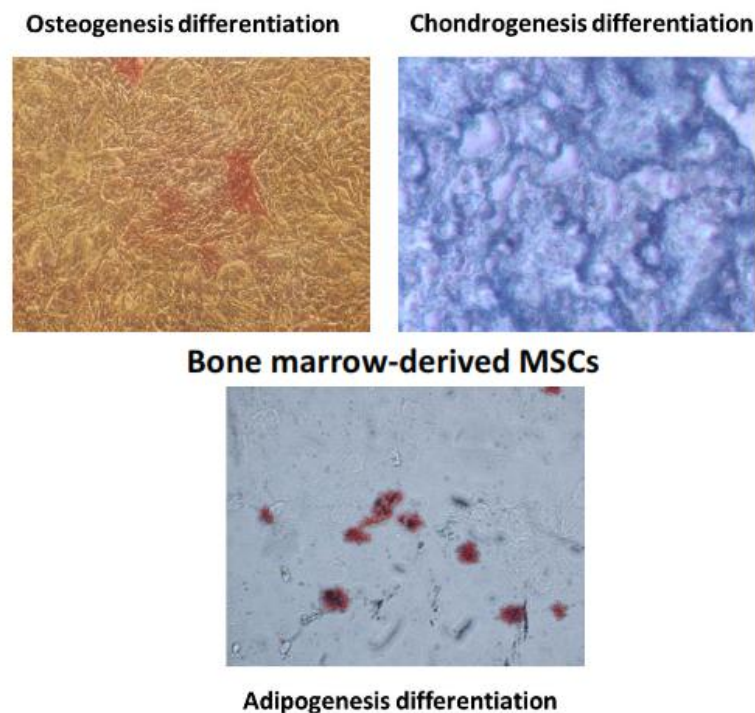 Osteogenesis differentiation
Chondrogenesis differentiation
Bone marrow-derived MSCs
Adipogenesis differentiation